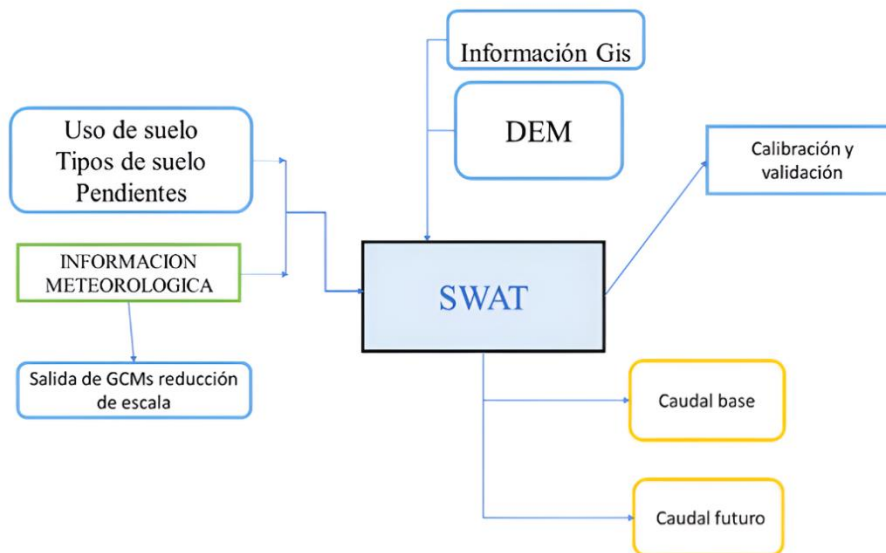 Información Gis
DEM
Uso de suelo
Tipos de suelo
Pendientes
Calibración y
validación
INFORMACION
METEOROLOGICA
SWAT
Salida de GCMs reducción
de escala
Caudal base
Caudal futuro